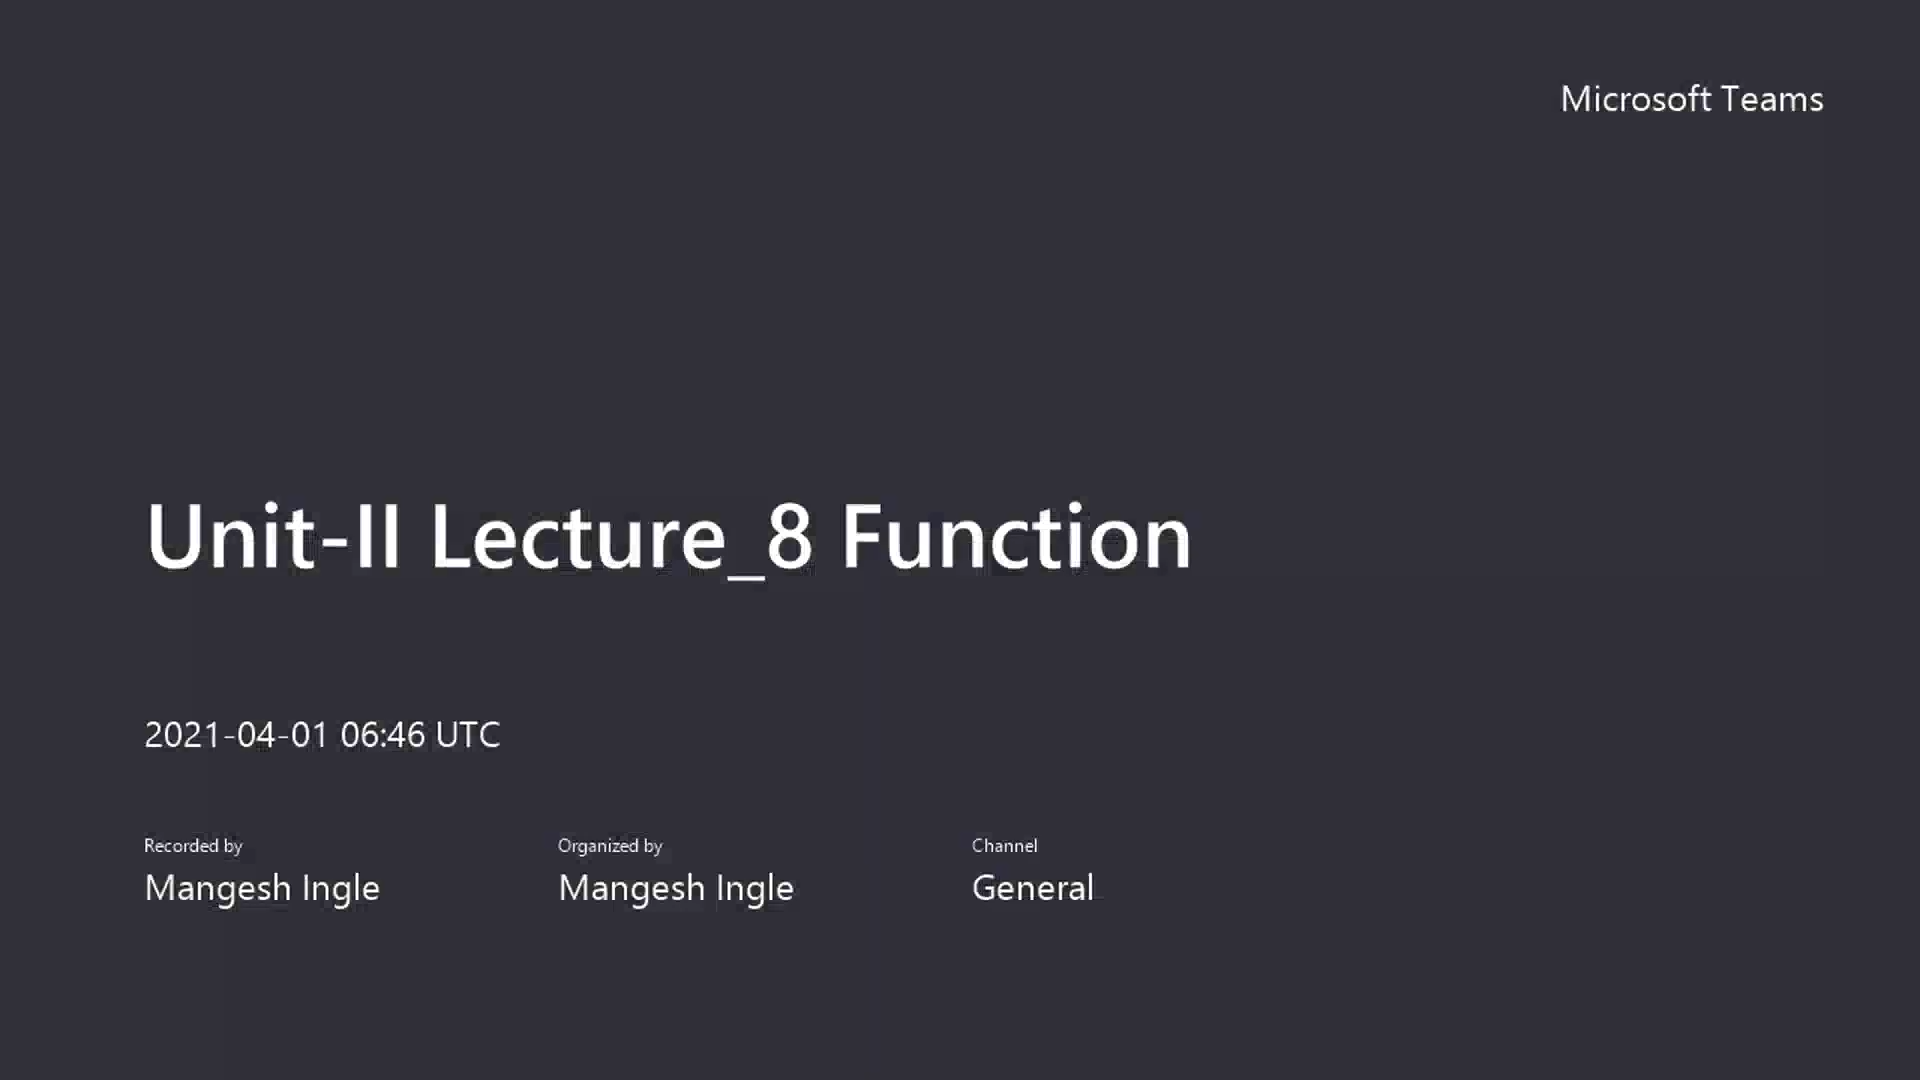 Microsoft Teams
Unit-II Lecture_8 Function
2021-04-01 06:46 UTC
Recorded by
Mangesh Ingle
Organized by
Mangesh Ingle
Channel
General